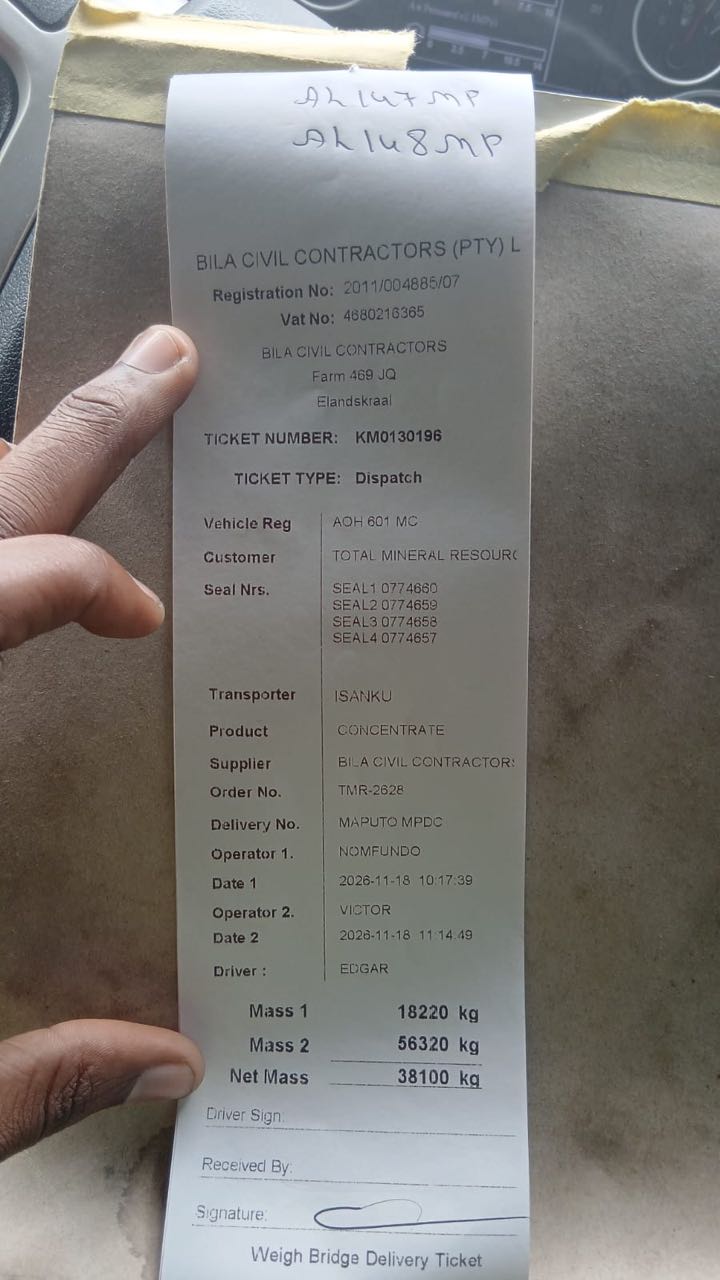 AL147MP
AL148MP
BILA CIVIL CONTRACTORS (PTY) L
Registration No: 2011/004885/07
Vat No: 4680216365
BILA CIVIL CONTRACTORS
Farm 469 JQ
Elandskraal
TICKET NUMBER: KM0130196
TICKET TYPE: Dispatch
Vehicle Reg AOH 601 MC
Customer TOTAL MINERAL RESOURC
Seal Nrs. SEAL1 0774660
SEAL2 0774659
SEAL3 0774658
SEAL4 0774657
Transporter ISANKU
Product CONCENTRATE
Supplier BILA CIVIL CONTRACTORS
Order No. TMR-2628
Delivery No. MAPUTO MPDC
Operator 1. NOMFUNDO
Date 1 2026-11-18 10:17:39
Operator 2. VICTOR
Date 2 2026-11-18 11:14:49
Driver : EDGAR
Mass 1 18220 kg
Mass 2 56320 kg
Net Mass 38100 kg
Driver Sign:
Received By:
Signature:
Weigh Bridge Delivery Ticket